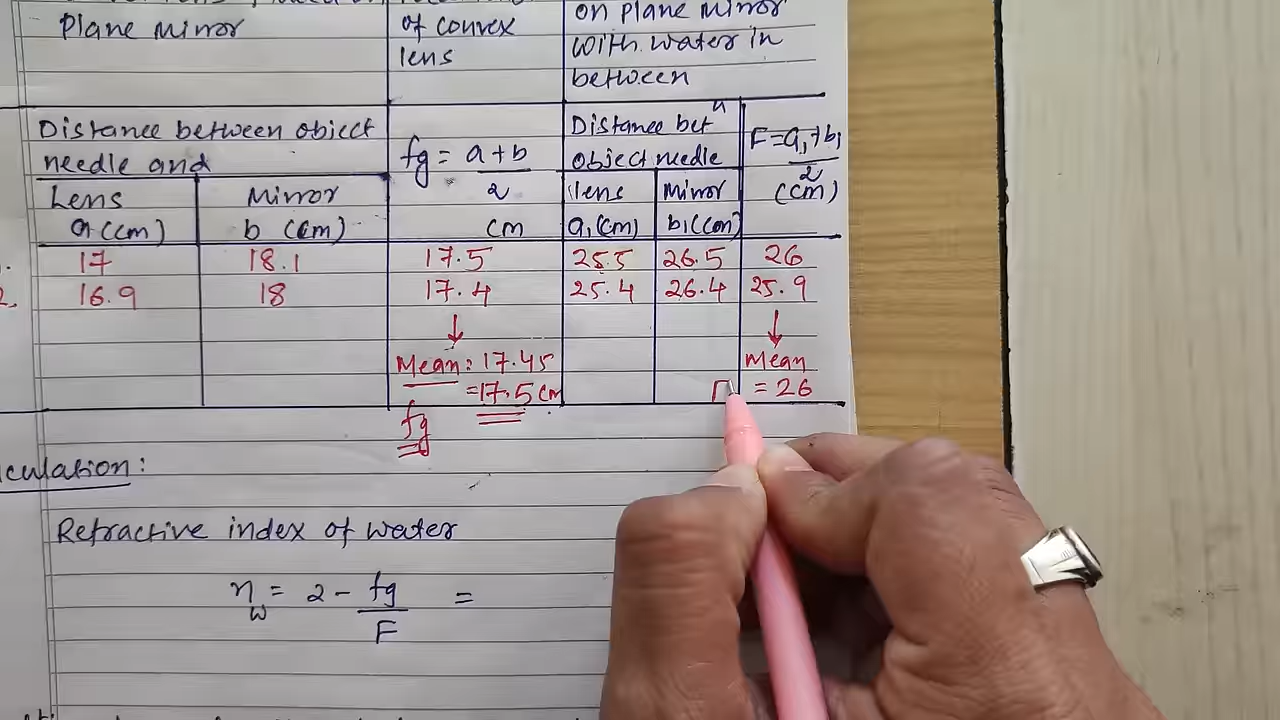 Plane mirror
of convex
lens
on plane mirror
with water in
between
Distance between object
needle and
Lens
a (cm)
Mirror
b (cm)
fg = a + b
2
cm
Distance betⁿ
object needle
lens
a₁ (cm)
Mirror
b₁ (cm)
F = a₁ + b₁
2
(cm)
17 18.1 17.5 25.5 26.5 26
2. 16.9 18 17.4 25.4 26.4 25.9
↓ ↓
Mean = 17.45
= 17.5 cm
fg
Mean
= 26
culation:
Refractive index of water
nw = 2 - fg =
F